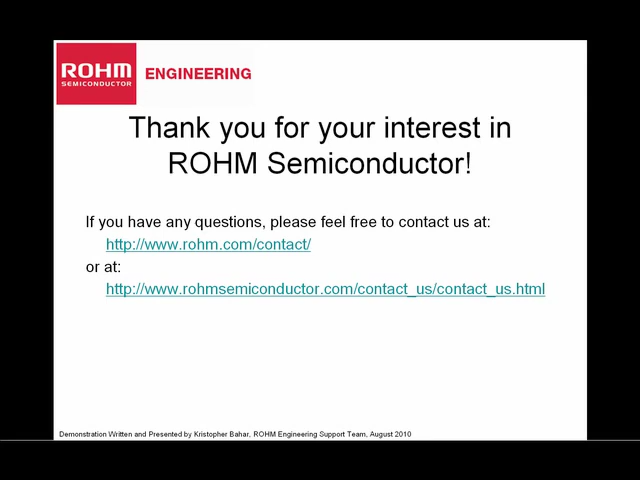 ROHM
SEMICONDUCTOR
ENGINEERING
Thank you for your interest in
ROHM Semiconductor!
If you have any questions, please feel free to contact us at:
http://www.rohm.com/contact/
or at:
http://www.rohmsemiconductor.com/contact_us/contact_us.html
Demonstration Written and Presented by Kristopher Bahar, ROHM Engineering Support Team, August 2010